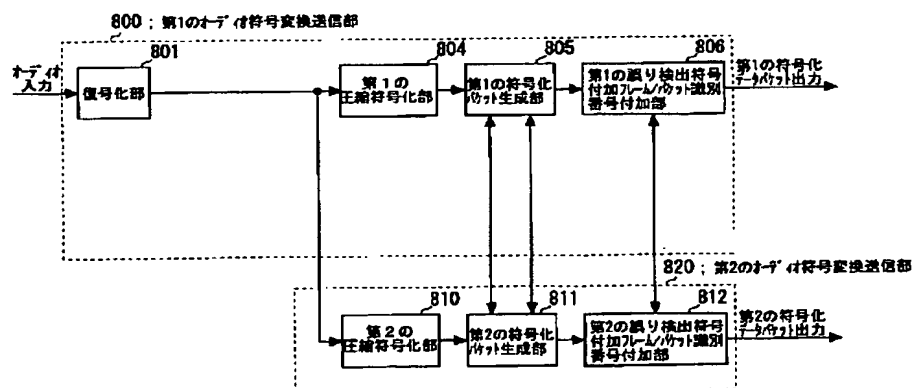 800 ; 第1のオーディオ符号変換送信部
801
804
805
806
オーディオ
入力
復号化部
第1の
圧縮符号化部
第1の符号化
パケット生成部
第1の誤り検出符号
付加フレーム/パケット識別
番号付加部
第1の符号化
データパケット出力
820 ; 第2のオーディオ符号変換送信部
810
811
812
第2の
圧縮符号化部
第2の符号化
パケット生成部
第2の誤り検出符号
付加フレーム/パケット識別
番号付加部
第2の符号化
データパケット出力